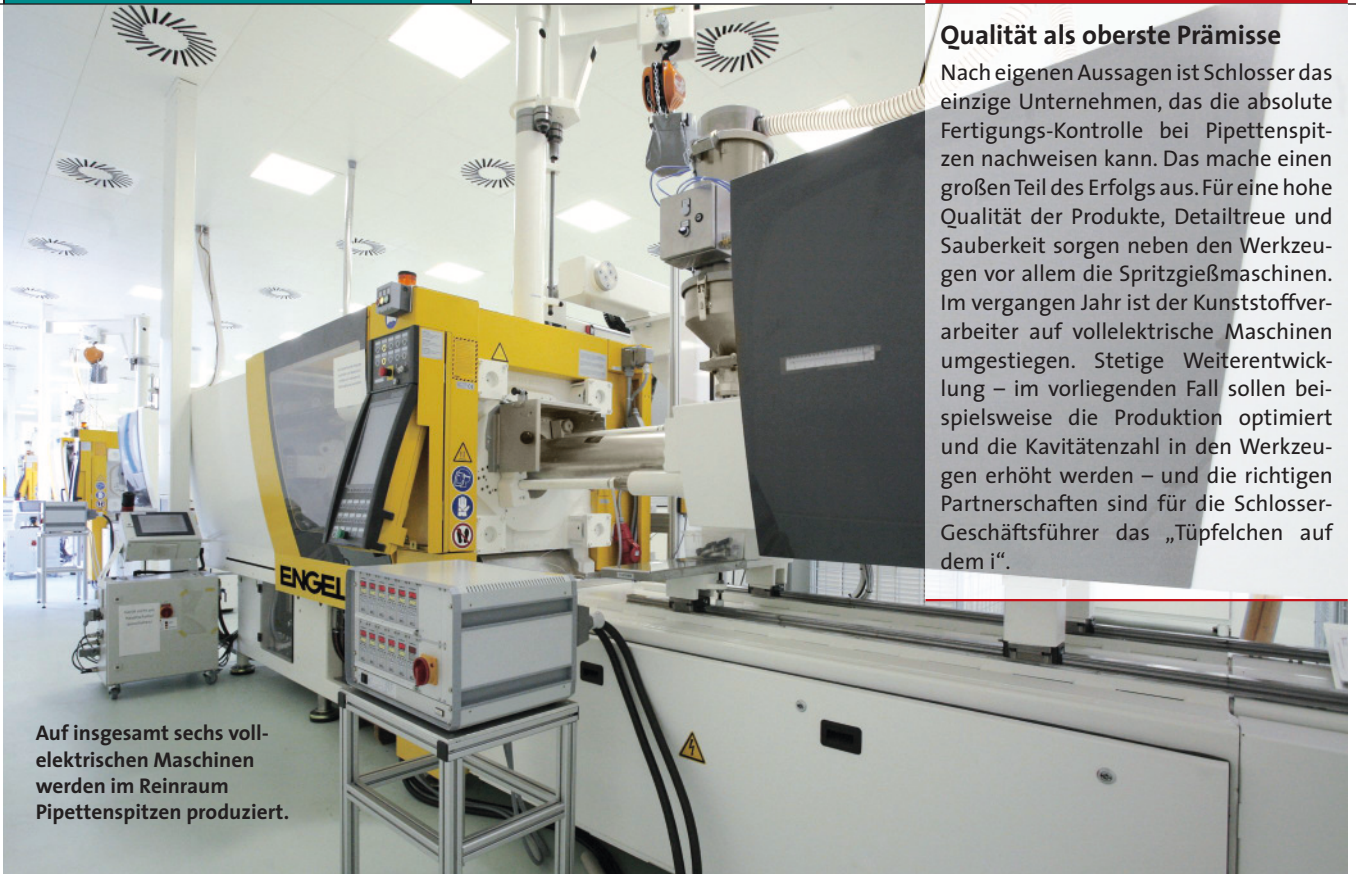 Qualität als oberste Prämisse
Nach eigenen Aussagen ist Schlosser das
einzige Unternehmen, das die absolute
Fertigungs-Kontrolle bei Pipettenspit-
zen nachweisen kann. Das mache einen
großen Teil des Erfolgs aus. Für eine hohe
Qualität der Produkte, Detailtreue und
Sauberkeit sorgen neben den Werkzeu-
gen vor allem die Spritzgießmaschinen.
Im vergangen Jahr ist der Kunststoffver-
arbeiter auf vollelektrische Maschinen
umgestiegen. Stetige Weiterentwick-
lung – im vorliegenden Fall sollen bei-
spielsweise die Produktion optimiert
und die Kavitätenzahl in den Werkzeu-
gen erhöht werden – und die richtigen
Partnerschaften sind für die Schlosser-
Geschäftsführer das „Tüpfelchen auf
dem i“.
ENGEL
Auf insgesamt sechs voll-
elektrischen Maschinen
werden im Reinraum
Pipettenspitzen produziert.